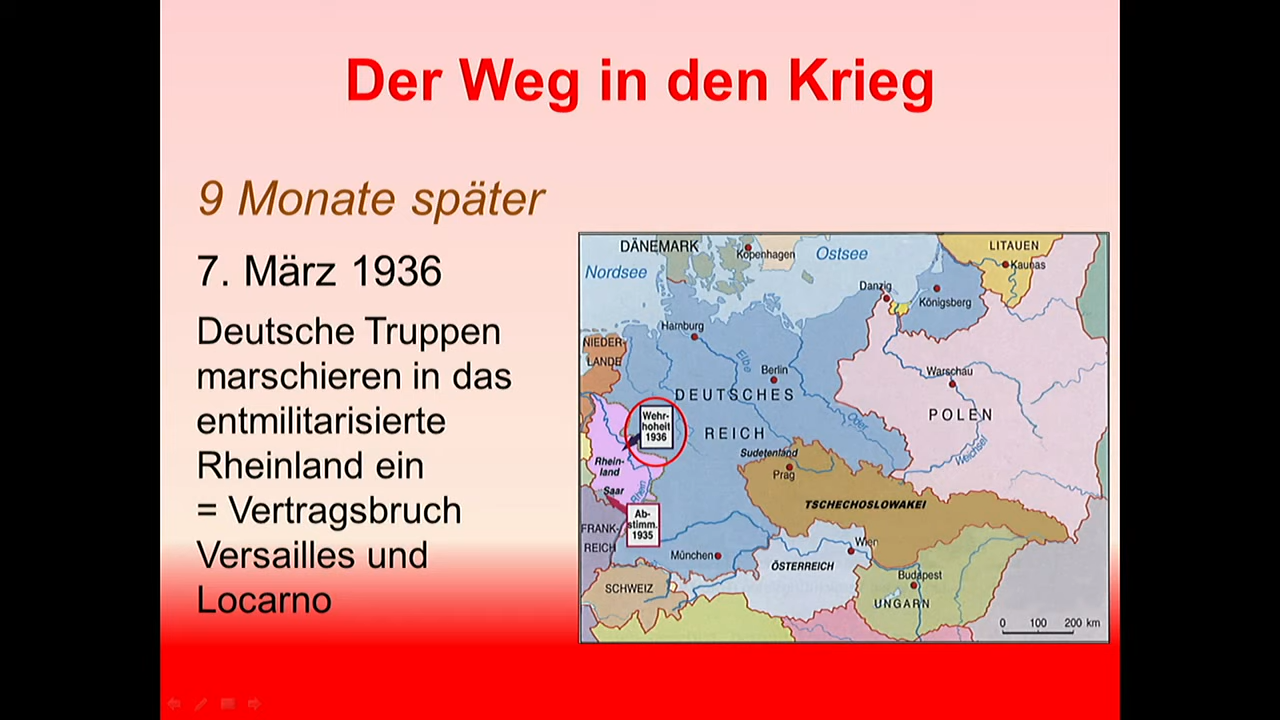 Der Weg in den Krieg
9 Monate später
7. März 1936
Deutsche Truppen
marschieren in das
entmilitarisierte
Rheinland ein
= Vertragsbruch
Versailles und
Locarno
DÄNEMARK
Kopenhagen
Ostsee
LITAUEN
Kaunas
Nordsee
Danzig
Königsberg
Hamburg
NIEDER-
LANDE
Elbe
Berlin
Warschau
DEUTSCHES
REICH
POLEN
Oder
Weichsel
Wehr-
hoheit
1936
Sudetenland
Prag
Rhein-
land
Rhein
Saar
TSCHECHOSLOWAKEI
Ab-
stimm.
1935
FRANK-
REICH
München
Wien
ÖSTERREICH
SCHWEIZ
Budapest
UNGARN
0 100 200 km